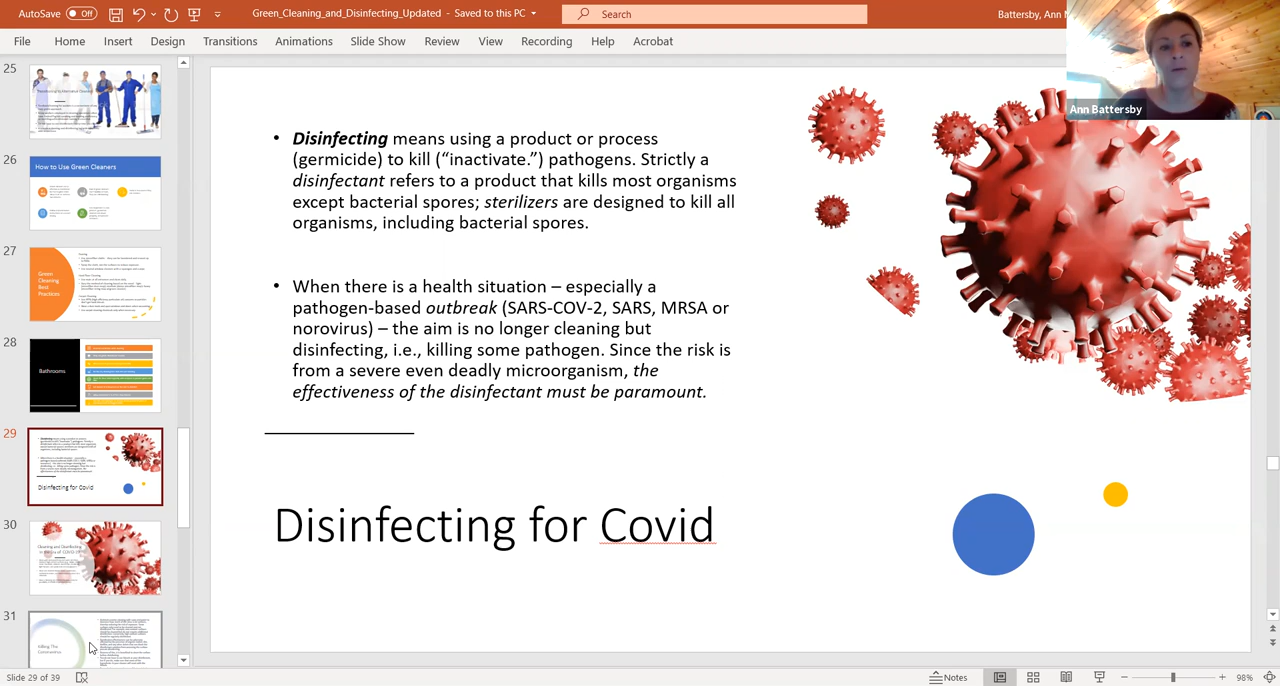 AutoSave Off Green_Cleaning_and_Disinfecting_Updated - Saved to this PC Search Battersby, Ann
File Home Insert Design Transitions Animations Slide Show Review View Recording Help Acrobat
Ann Battersby
25
26
How to Use Green Cleaners
27
Green
Cleaning
Best
Practices
28
Bathrooms
29
Disinfecting for Covid
30
31
Killing The
Coronavirus
• Disinfecting means using a product or process
(germicide) to kill (“inactivate.”) pathogens. Strictly a
disinfectant refers to a product that kills most organisms
except bacterial spores; sterilizers are designed to kill all
organisms, including bacterial spores.
• When there is a health situation – especially a
pathogen-based outbreak (SARS-COV-2, SARS, MRSA or
norovirus) – the aim is no longer cleaning but
disinfecting, i.e., killing some pathogen. Since the risk is
from a severe even deadly microorganism, the
effectiveness of the disinfectant must be paramount.
Disinfecting for Covid
Slide 29 of 39 Notes 98%